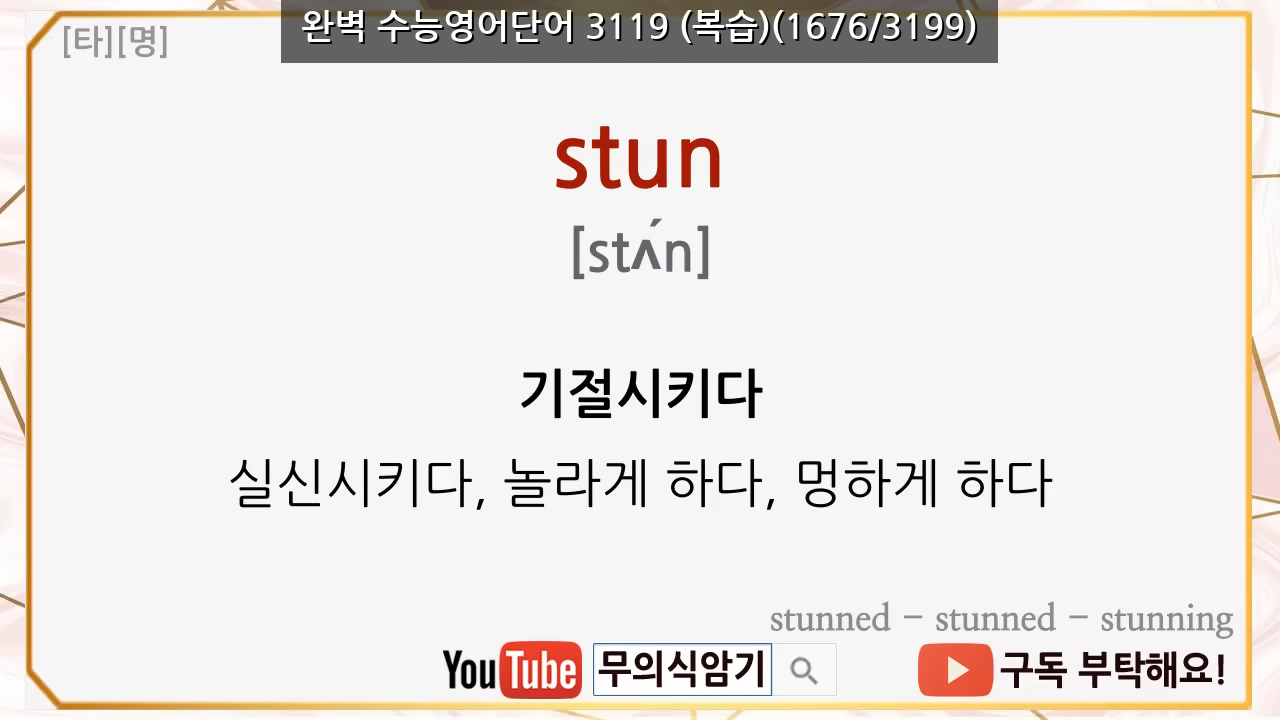 완벽 수능영어단어 3119 (복습)(1676/3199)
[타][명]
stun
[stʌ́n]
기절시키다
실신시키다, 놀라게 하다, 멍하게 하다
stunned - stunned - stunning
YouTube 무의식암기 구독 부탁해요!